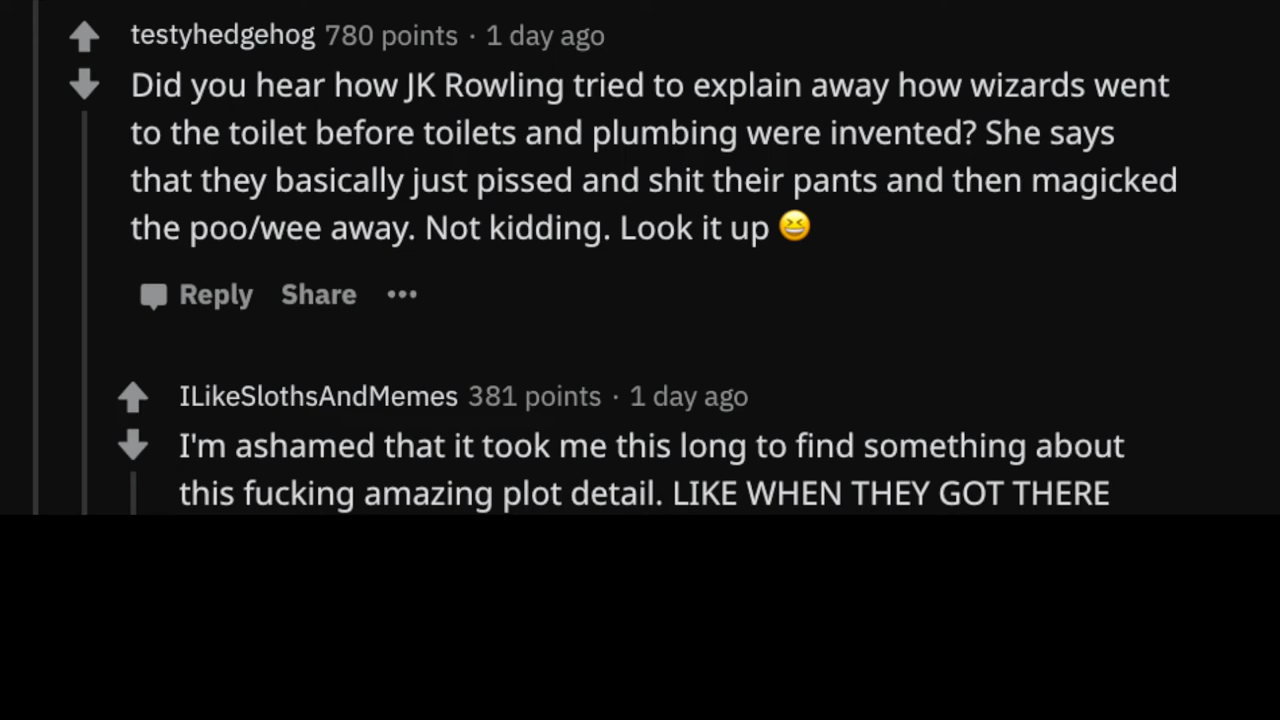 testyhedgehog 780 points · 1 day ago
Did you hear how JK Rowling tried to explain away how wizards went
to the toilet before toilets and plumbing were invented? She says
that they basically just pissed and shit their pants and then magicked
the poo/wee away. Not kidding. Look it up 😆
Reply Share •••
ILikeSlothsAndMemes 381 points · 1 day ago
I'm ashamed that it took me this long to find something about
this fucking amazing plot detail. LIKE WHEN THEY GOT THERE